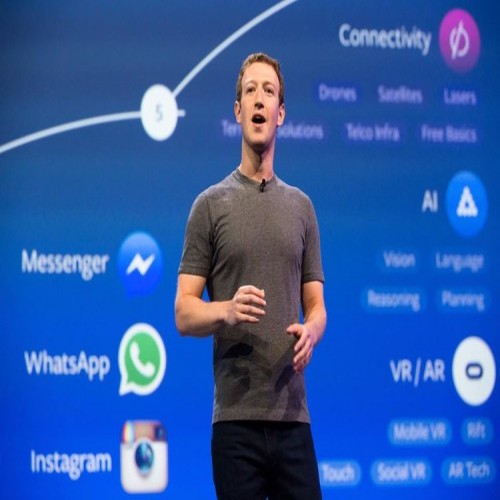 Connectivity
Drones Satellites Lasers
Solutions Telco Infra Free Basics
5
AI
Vision Language
Reasoning Planning
Messenger
WhatsApp
VR / AR
Mobile VR Rift
Instagram
Touch Social VR AR Tech